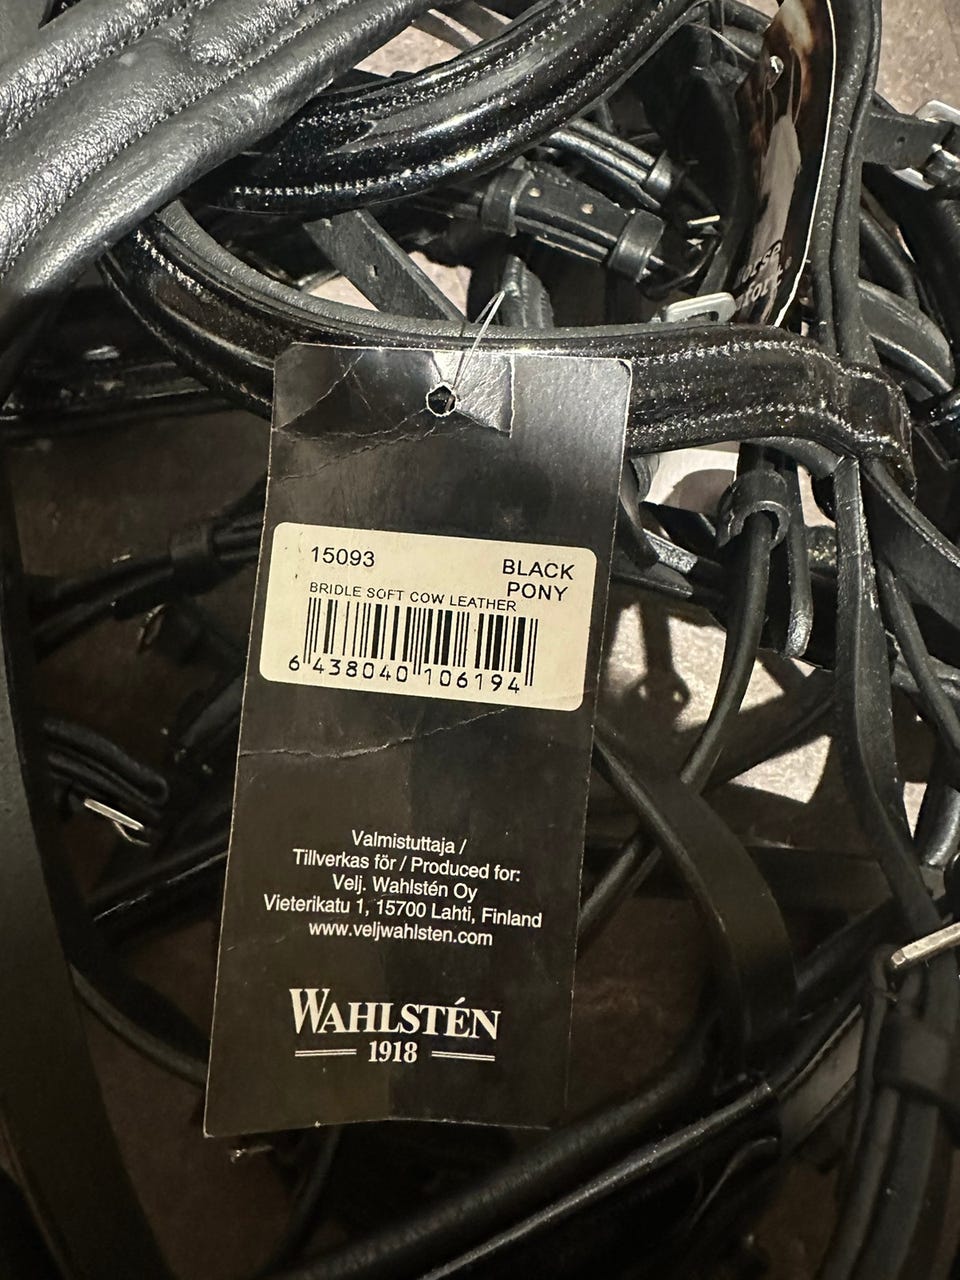 15093
BLACK
PONY
BRIDLE SOFT COW LEATHER
6 438040 106194
Valmistuttaja /
Tillverkas för / Produced for:
Velj. Wahlstén Oy
Vieterikatu 1, 15700 Lahti, Finland
www.veljwahlsten.com
WAHLSTÉN
1918